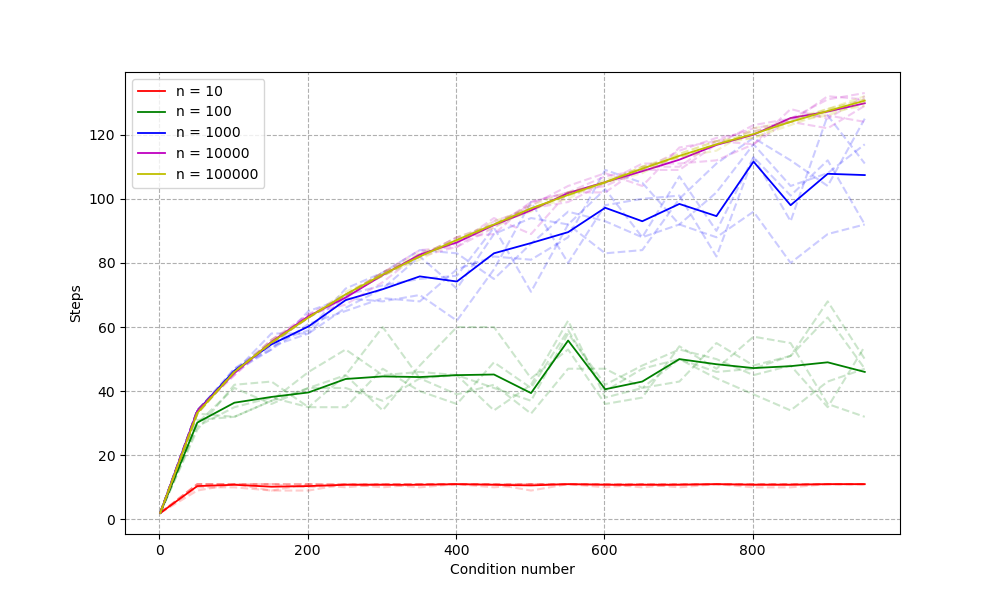 n = 10
n = 100
n = 1000
n = 10000
n = 100000
Steps
120
100
80
60
40
20
0
0 200 400 600 800
Condition number